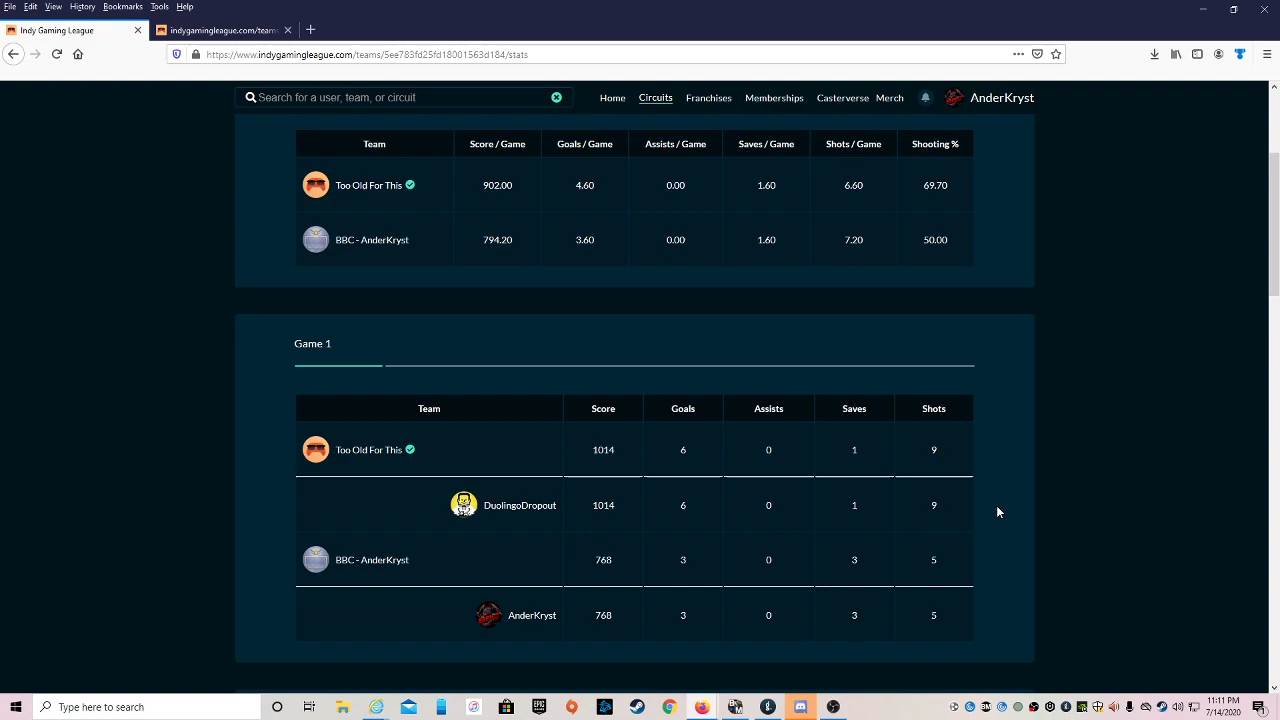 File Edit View History Bookmarks Tools Help
Indy Gaming League
indygamingleague.com/teams
https://www.indygamingleague.com/teams/5ee783fd25fd18001563d184/stats
Search for a user, team, or circuit
Home Circuits Franchises Memberships Casterverse Merch AnderKryst
Team Score / Game Goals / Game Assists / Game Saves / Game Shots / Game Shooting %
Too Old For This 902.00 4.60 0.00 1.60 6.60 69.70
BBC - AnderKryst 794.20 3.60 0.00 1.60 7.20 50.00
Game 1
Team Score Goals Assists Saves Shots
Too Old For This 1014 6 0 1 9
DuolingoDropout 1014 6 0 1 9
BBC - AnderKryst 768 3 0 3 5
AnderKryst 768 3 0 3 5
11:11 PM
Type here to search
7/14/2020